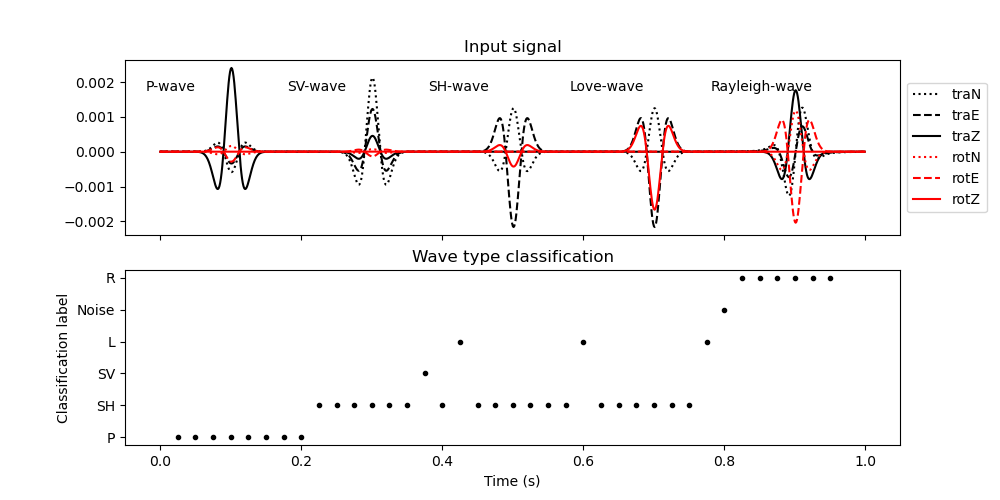 Input signal
P-wave SV-wave SH-wave Love-wave Rayleigh-wave
0.002
0.001
0.000
−0.001
−0.002
traN
traE
traZ
rotN
rotE
rotZ
Wave type classification
Classification label
R
Noise
L
SV
SH
P
0.0 0.2 0.4 0.6 0.8 1.0
Time (s)